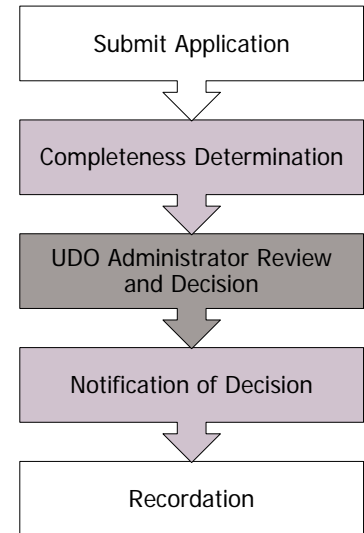 Submit Application
Completeness Determination
UDO Administrator Review
and Decision
Notification of Decision
Recordation